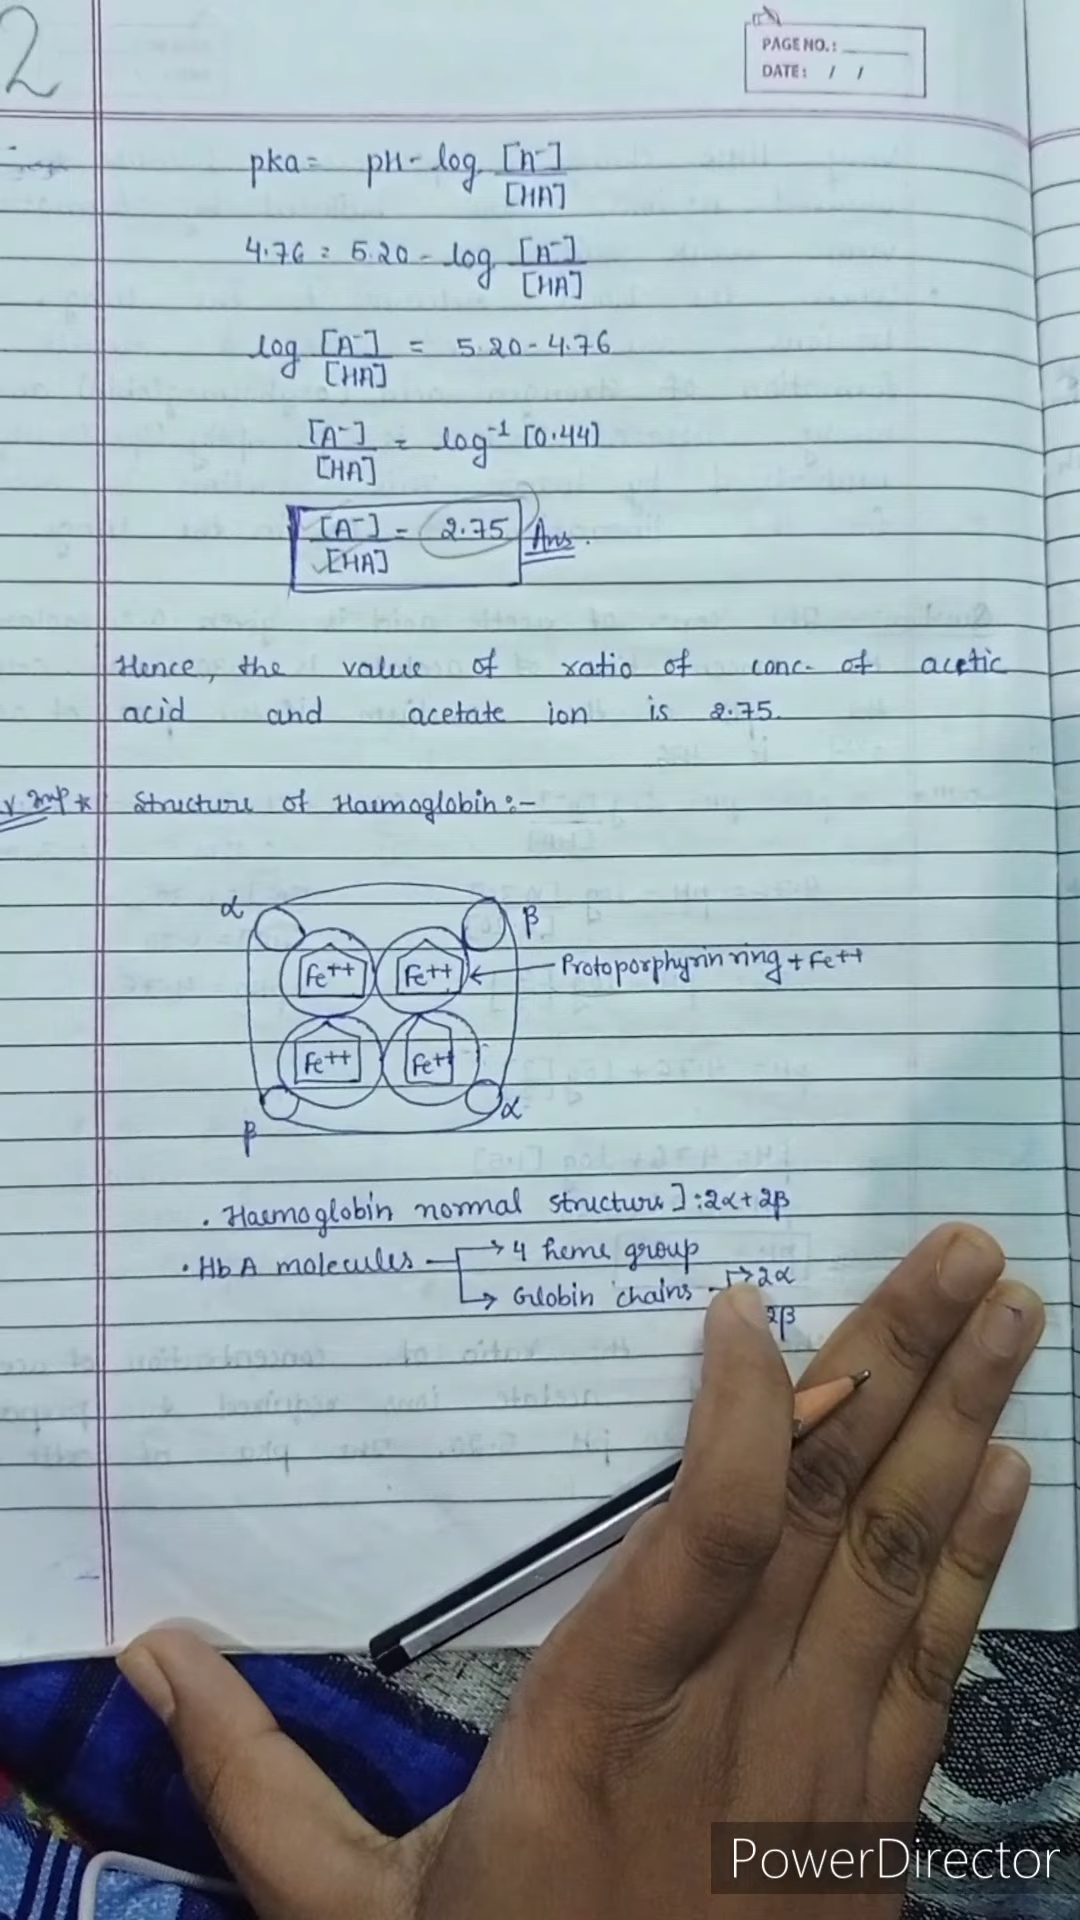 2
PAGE NO.:
DATE: / /
pka = pH - log [A-]/[HA]
4.76 = 5.20 - log [A-]/[HA]
log [A-]/[HA] = 5.20 - 4.76
[A-]/[HA] = log-1 [0.44]
[A-]/[HA] = 2.75 Ans.
Hence, the value of ratio of conc. of acetic
acid and acetate ion is 2.75.
V. Imp * Structure of Haemoglobin :-
α β
Fe++ Fe++ ← Protoporphyrin ring + Fe++
Fe++ Fe++
β α
. Haemoglobin normal structure] : 2α + 2β
. HbA molecules → 4 heme group
→ Globin chains → 2α
2β
PowerDirector